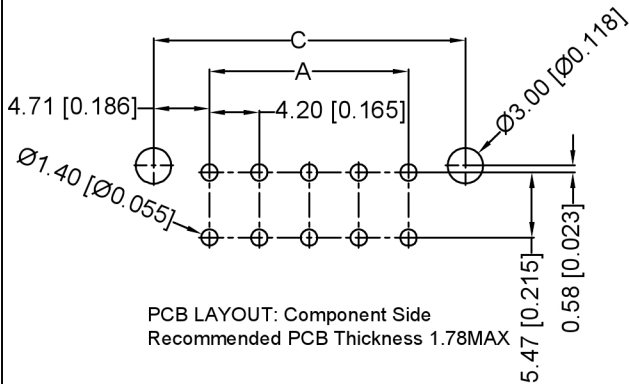 C
A
4.71 [0.186]
4.20 [0.165]
Ø3.00 [Ø0.118]
Ø1.40 [Ø0.055]
5.47 [0.215]
0.58 [0.023]
PCB LAYOUT: Component Side
Recommended PCB Thickness 1.78MAX